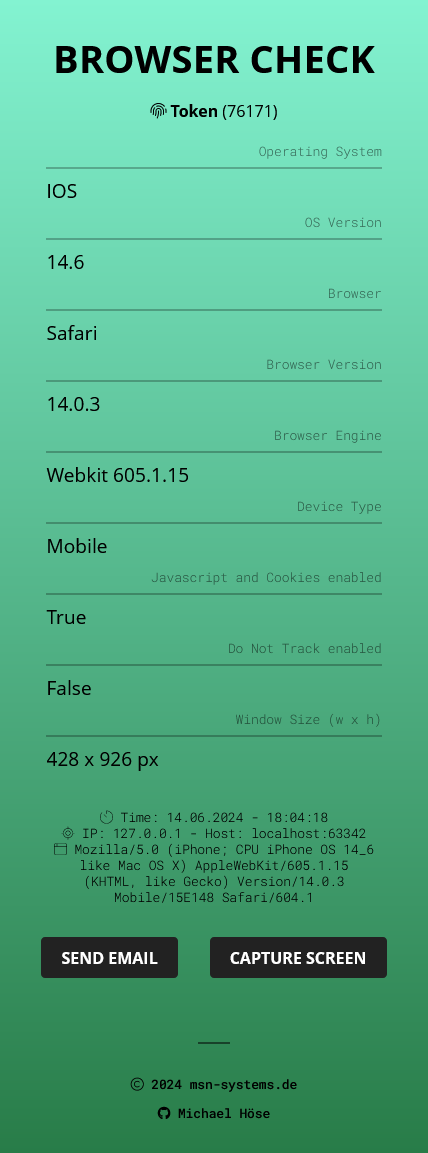 BROWSER CHECK
Token (76171)
Operating System
IOS
OS Version
14.6
Browser
Safari
Browser Version
14.0.3
Browser Engine
Webkit 605.1.15
Device Type
Mobile
Javascript and Cookies enabled
True
Do Not Track enabled
False
Window Size (w x h)
428 x 926 px
Time: 14.06.2024 - 18:04:18
IP: 127.0.0.1 - Host: localhost:63342
Mozilla/5.0 (iPhone; CPU iPhone OS 14_6
like Mac OS X) AppleWebKit/605.1.15
(KHTML, like Gecko) Version/14.0.3
Mobile/15E148 Safari/604.1
SEND EMAIL
CAPTURE SCREEN
© 2024 msn-systems.de
Michael Höse